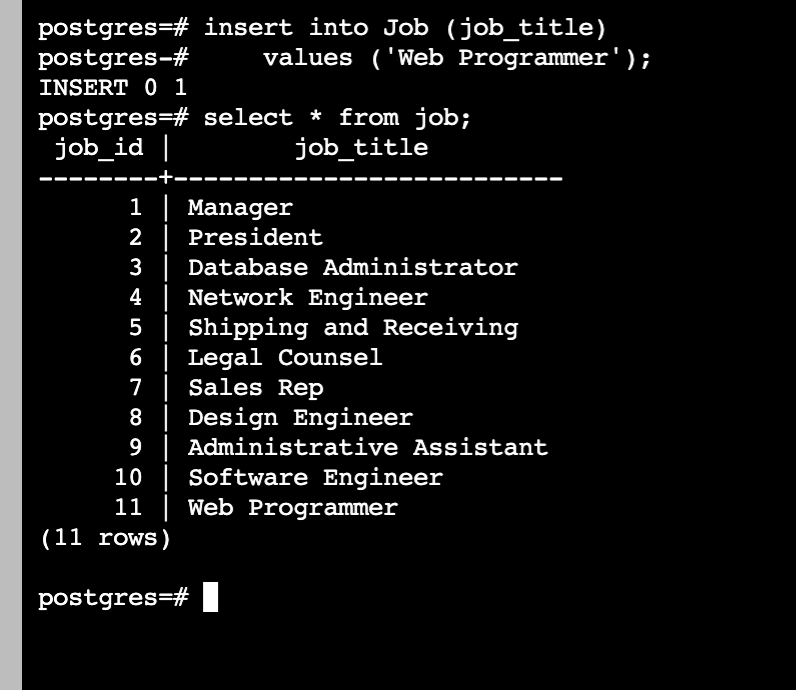 postgres=# insert into Job (job_title)
postgres-#     values ('Web Programmer');
INSERT 0 1
postgres=# select * from job;
 job_id |        job_title
--------+--------------------------
      1 | Manager
      2 | President
      3 | Database Administrator
      4 | Network Engineer
      5 | Shipping and Receiving
      6 | Legal Counsel
      7 | Sales Rep
      8 | Design Engineer
      9 | Administrative Assistant
     10 | Software Engineer
     11 | Web Programmer
(11 rows)
postgres=#